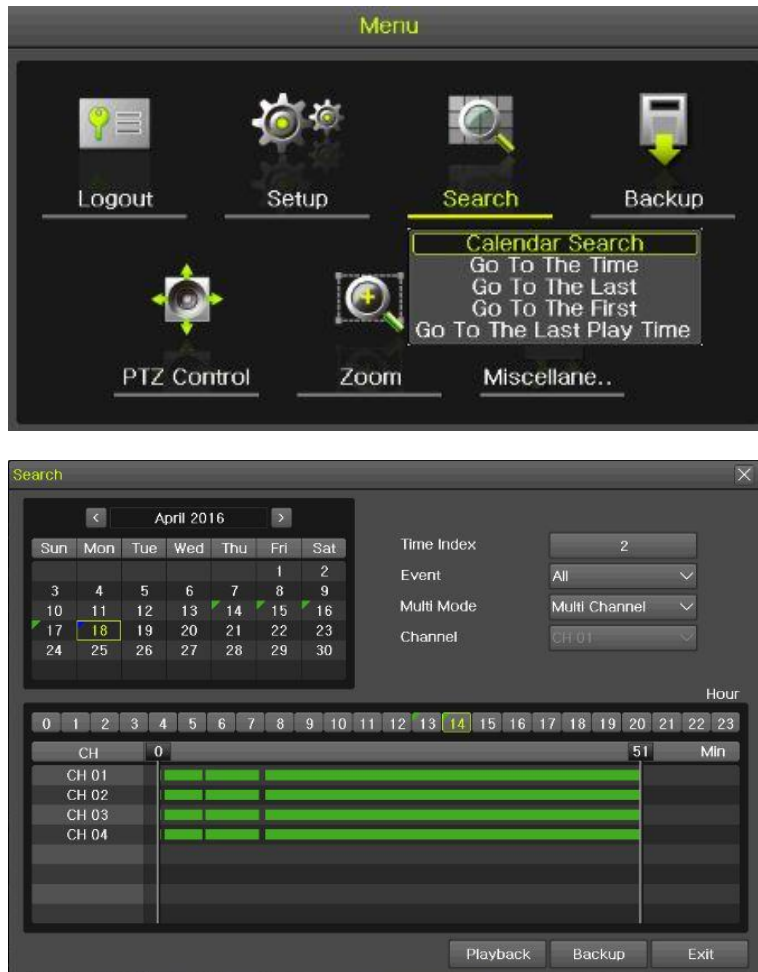 Menu
Logout Setup Search Backup
Calendar Search
Go To The Time
Go To The Last
Go To The First
Go To The Last Play Time
PTZ Control Zoom Miscellane..
Search
< April 2016 >
Sun Mon Tue Wed Thu Fri Sat
1 2
3 4 5 6 7 8 9
10 11 12 13 14 15 16
17 18 19 20 21 22 23
24 25 26 27 28 29 30
Time Index 2
Event All
Multi Mode Multi Channel
Channel CH 01
Hour
0 1 2 3 4 5 6 7 8 9 10 11 12 13 14 15 16 17 18 19 20 21 22 23
CH 0 51 Min
CH 01
CH 02
CH 03
CH 04
Playback Backup Exit